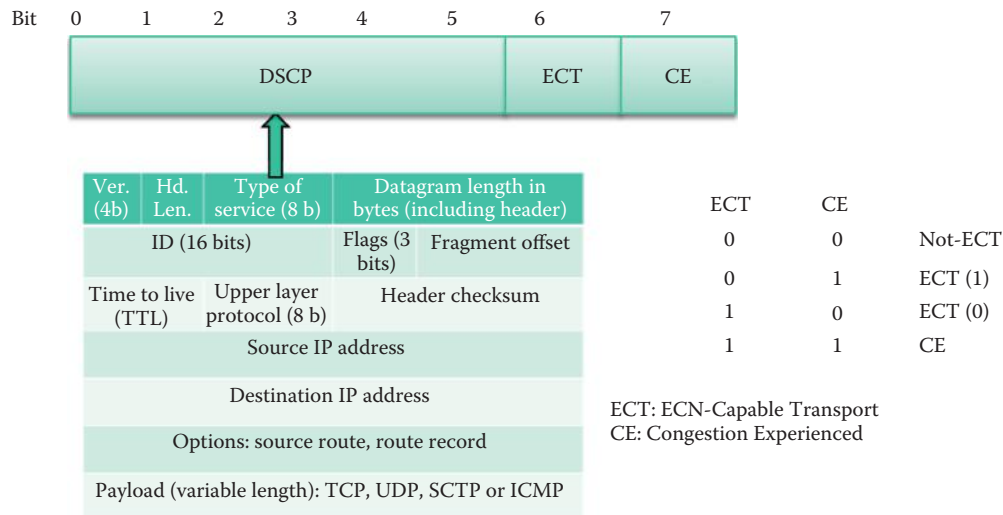 Bit 0 1 2 3 4 5 6 7
DSCP ECT CE
Ver. (4b)
Hd. Len.
Type of service (8 b)
Datagram length in bytes (including header)
ID (16 bits)
Flags (3 bits)
Fragment offset
Time to live (TTL)
Upper layer protocol (8 b)
Header checksum
Source IP address
Destination IP address
Options: source route, route record
Payload (variable length): TCP, UDP, SCTP or ICMP
ECT CE
0 0 Not-ECT
0 1 ECT (1)
1 0 ECT (0)
1 1 CE
ECT: ECN-Capable Transport
CE: Congestion Experienced